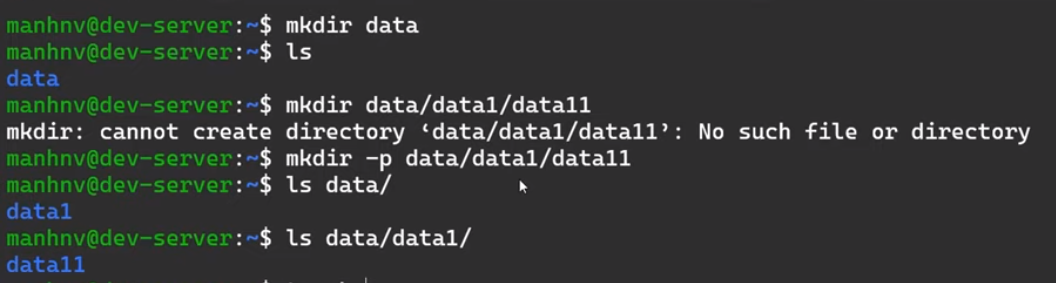 manhnv@dev-server:~$ mkdir data
manhnv@dev-server:~$ ls
data
manhnv@dev-server:~$ mkdir data/data1/data11
mkdir: cannot create directory ‘data/data1/data11’: No such file or directory
manhnv@dev-server:~$ mkdir -p data/data1/data11
manhnv@dev-server:~$ ls data/
data1
manhnv@dev-server:~$ ls data/data1/
data11